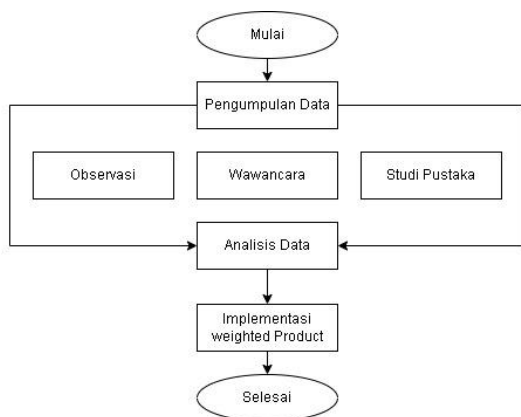 Mulai
Pengumpulan Data
Observasi
Wawancara
Studi Pustaka
Analisis Data
Implementasi
weighted Product
Selesai